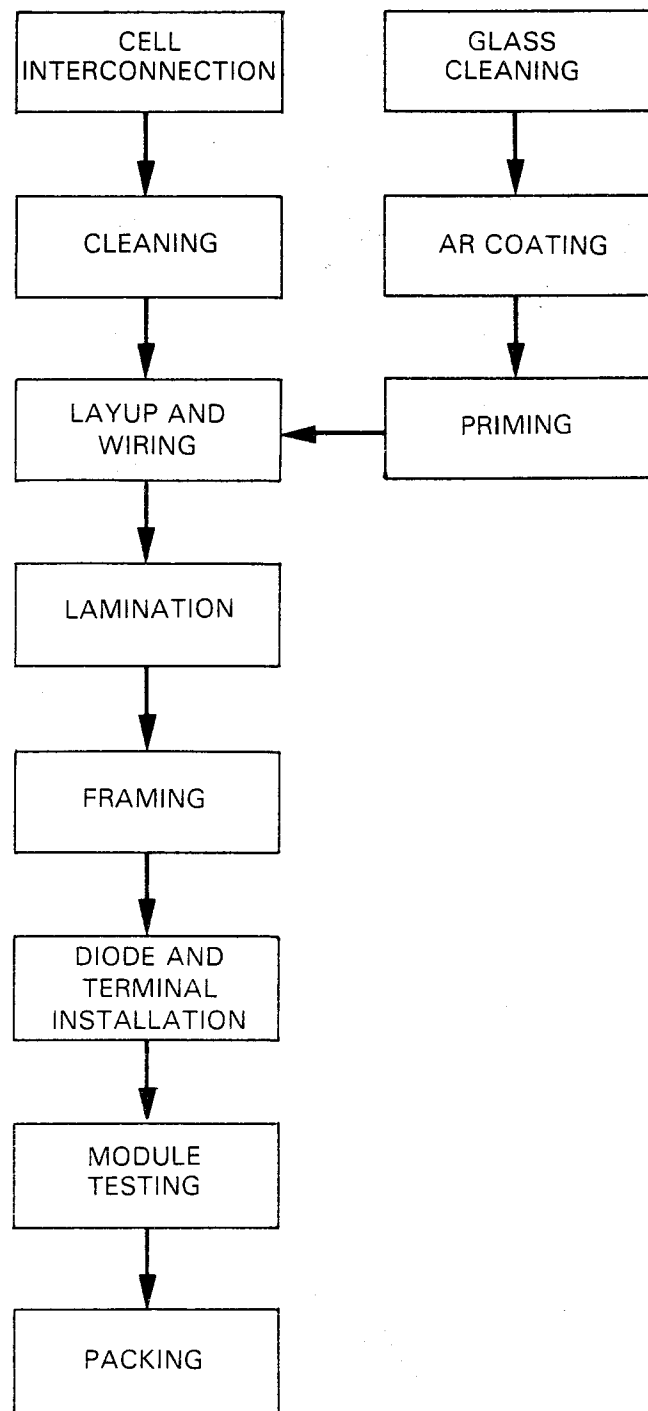 CELL
INTERCONNECTION
GLASS
CLEANING
CLEANING
AR COATING
LAYUP AND
WIRING
PRIMING
LAMINATION
FRAMING
DIODE AND
TERMINAL
INSTALLATION
MODULE
TESTING
PACKING